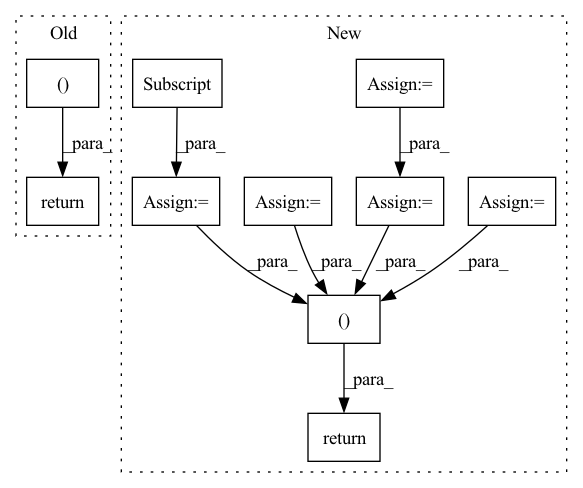 Old
New
()
Subscript
Assign:=
_para_
_para_
_para_
return
Assign:=
Assign:=
Assign:=
Assign:=
_para_
_para_
_para_
_para_
()
_para_
return